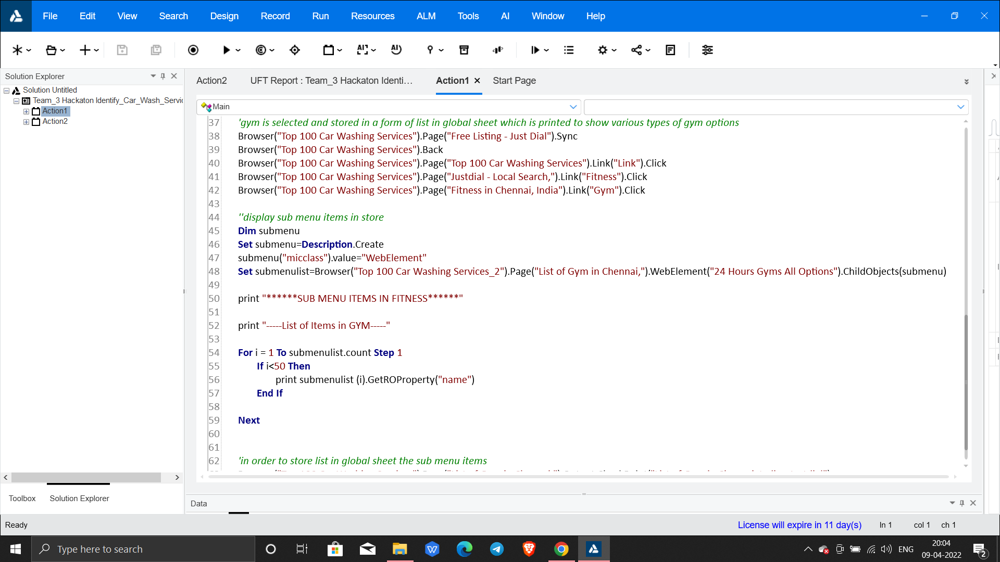 File Edit View Search Design Record Run Resources ALM Tools AI Window Help
Solution Explorer
Solution Untitled
Team_3 Hackaton Identify_Car_Wash_Servic
Action1
Action2
Action2 UFT Report : Team_3 Hackaton Identi... Action1 Start Page
Main
37 'gym is selected and stored in a form of list in global sheet which is printed to show various types of gym options
38 Browser("Top 100 Car Washing Services").Page("Free Listing - Just Dial").Sync
39 Browser("Top 100 Car Washing Services").Back
40 Browser("Top 100 Car Washing Services").Page("Top 100 Car Washing Services").Link("Link").Click
41 Browser("Top 100 Car Washing Services").Page("Justdial - Local Search,").Link("Fitness").Click
42 Browser("Top 100 Car Washing Services").Page("Fitness in Chennai, India").Link("Gym").Click
43
44 ''display sub menu items in store
45 Dim submenu
46 Set submenu=Description.Create
47 submenu("micclass").value="WebElement"
48 Set submenulist=Browser("Top 100 Car Washing Services_2").Page("List of Gym in Chennai,").WebElement("24 Hours Gyms All Options").ChildObjects(submenu)
49
50 print "******SUB MENU ITEMS IN FITNESS******"
51
52 print "-----List of Items in GYM-----"
53
54 For i = 1 To submenulist.count Step 1
55 If i<50 Then
56 print submenulist (i).GetROProperty("name")
57 End If
58
59 Next
60
61
62 'in order to store list in global sheet the sub menu items
Toolbox Solution Explorer
Data
Ready
License will expire in 11 day(s) ln 1 col 1 ch 1
Type here to search
ENG
20:04
09-04-2022
2